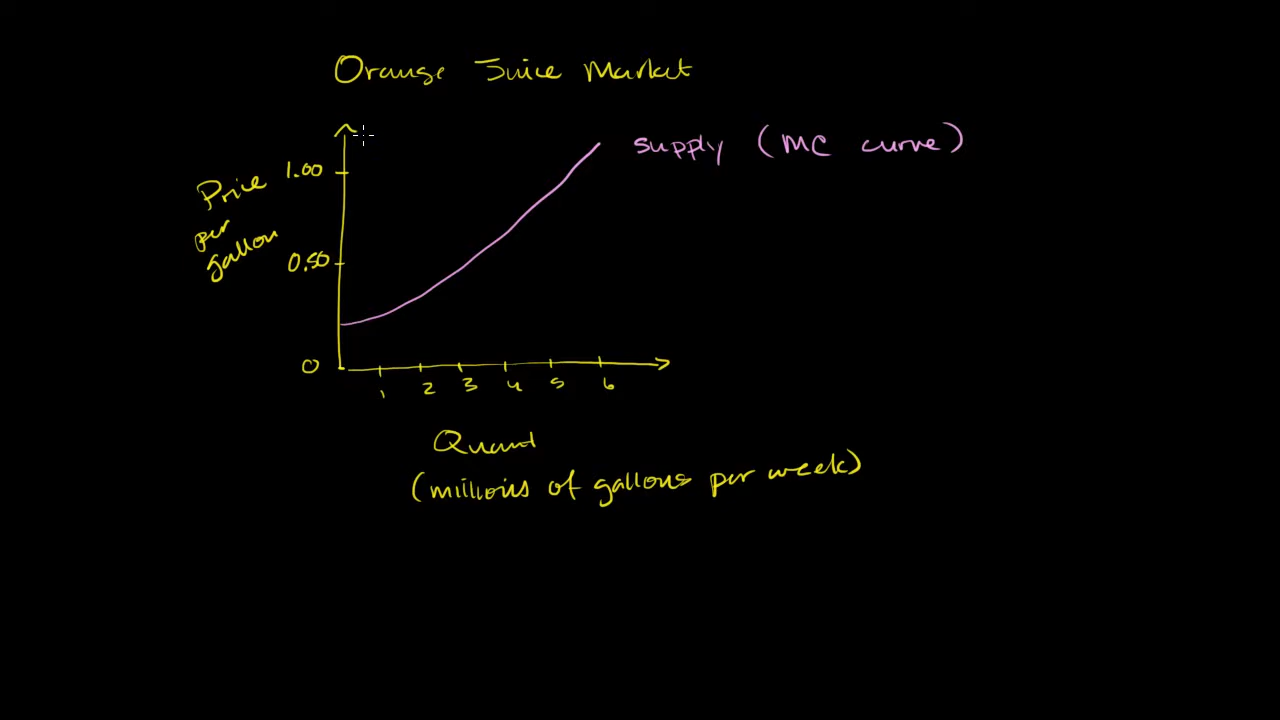 Orange Juice Market
supply (MC curve)
1.00
Price
per
gallon
0.50
0
1 2 3 4 5 6
Quant
(millions of gallons per week)